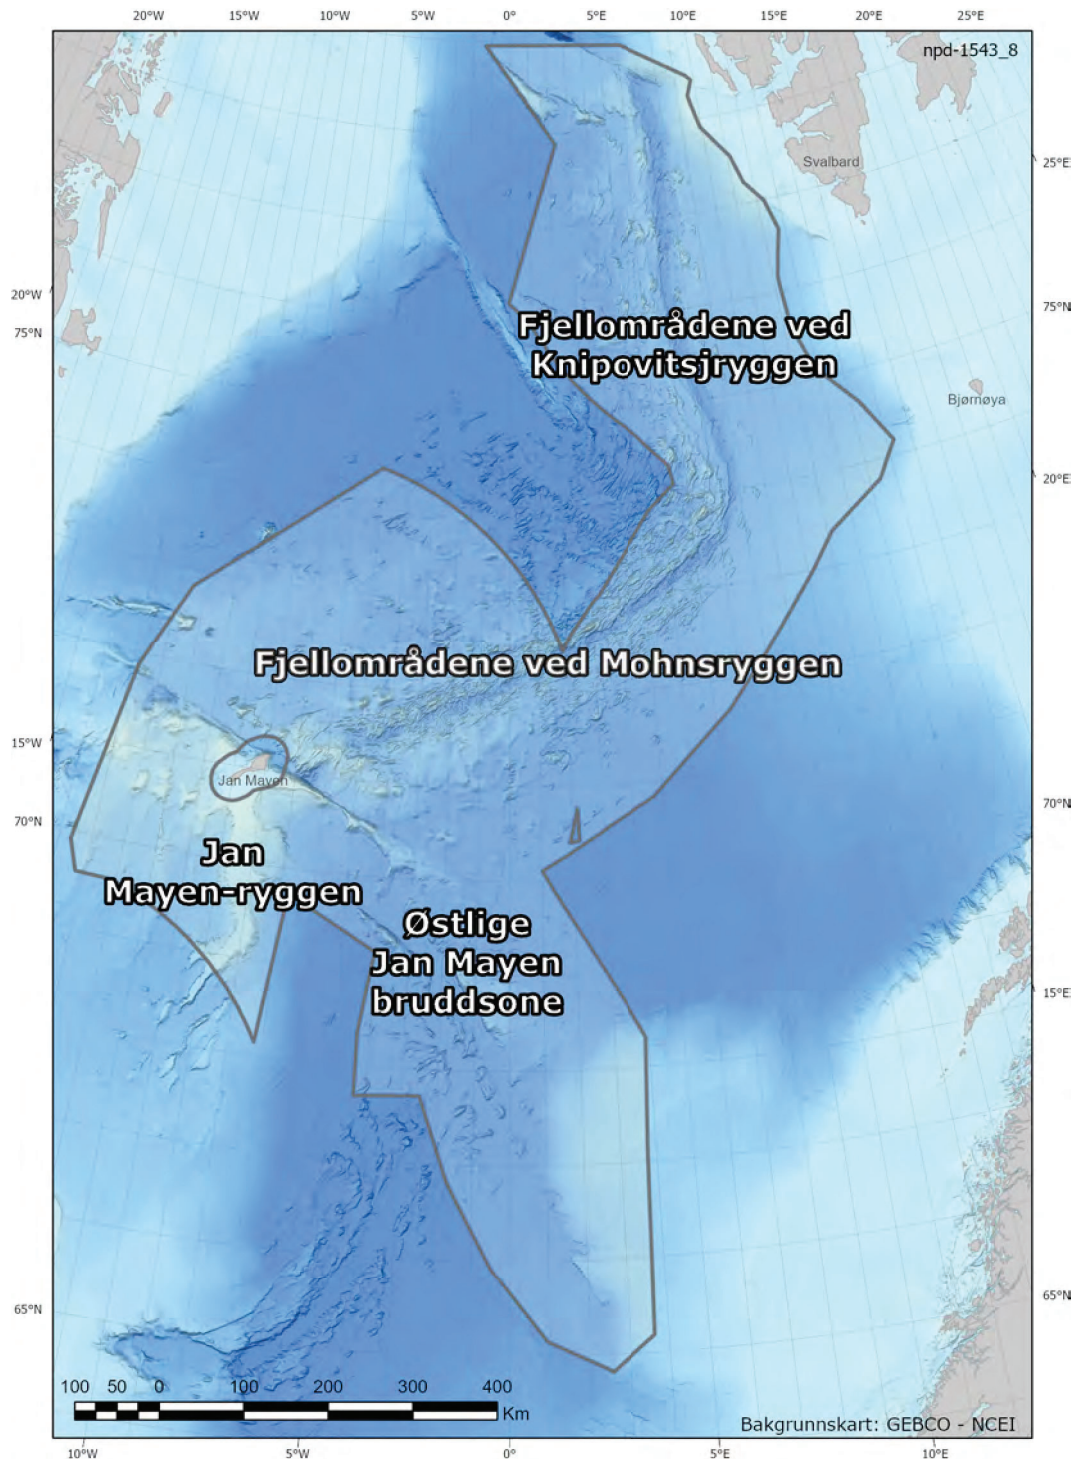 20°W 15°W 10°W 5°W 0° 5°E 10°E 15°E 20°E 25°E
npd-1543_8
Svalbard
25°E
20°W
75°N
75°N
Fjellområdene ved
Knipovitsjryggen
Bjørnøya
20°E
Fjellområdene ved Mohnsryggen
15°W
Jan Mayen
70°N
70°N
Jan
Mayen-ryggen
Østlige
Jan Mayen
bruddsone
15°E
65°N
65°N
100 50 0 100 200 300 400
Km
Bakgrunnskart: GEBCO - NCEI
10°W 5°W 0° 5°E 10°E